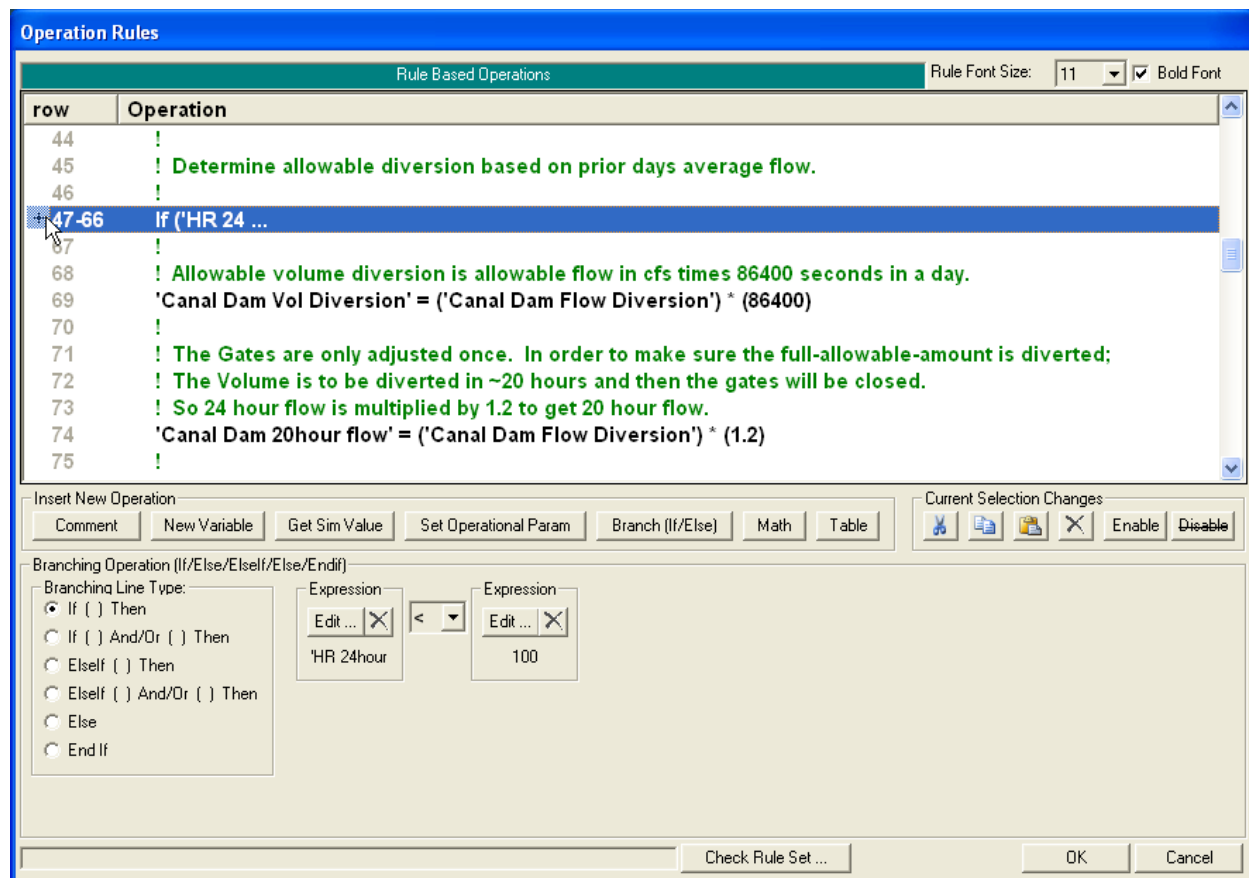 Operation Rules
Rule Based Operations Rule Font Size: 11 Bold Font
row Operation
44 !
45 ! Determine allowable diversion based on prior days average flow.
46 !
47-66 If ('HR 24 ...
67 !
68 ! Allowable volume diversion is allowable flow in cfs times 86400 seconds in a day.
69 'Canal Dam Vol Diversion' = ('Canal Dam Flow Diversion') * (86400)
70 !
71 ! The Gates are only adjusted once. In order to make sure the full-allowable-amount is diverted;
72 ! The Volume is to be diverted in ~20 hours and then the gates will be closed.
73 ! So 24 hour flow is multiplied by 1.2 to get 20 hour flow.
74 'Canal Dam 20hour flow' = ('Canal Dam Flow Diversion') * (1.2)
75 !
Insert New Operation Current Selection Changes
Comment New Variable Get Sim Value Set Operational Param Branch (If/Else) Math Table Enable Disable
Branching Operation (If/Else/ElseIf/Else/Endif)
Branching Line Type: Expression Expression
If ( ) Then
Edit ... < Edit ...
If ( ) And/Or ( ) Then
'HR 24hour 100
ElseIf ( ) Then
ElseIf ( ) And/Or ( ) Then
Else
End If
Check Rule Set ... OK Cancel